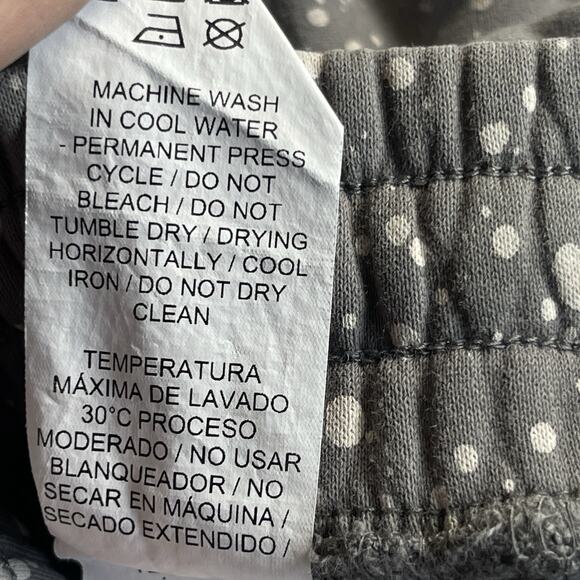 MACHINE WASH
IN COOL WATER
- PERMANENT PRESS
CYCLE / DO NOT
BLEACH / DO NOT
TUMBLE DRY / DRYING
HORIZONTALLY / COOL
IRON / DO NOT DRY
CLEAN
TEMPERATURA
MÁXIMA DE LAVADO
30°C PROCESO
MODERADO / NO USAR
BLANQUEADOR / NO
SECAR EN MÁQUINA /
SECADO EXTENDIDO /